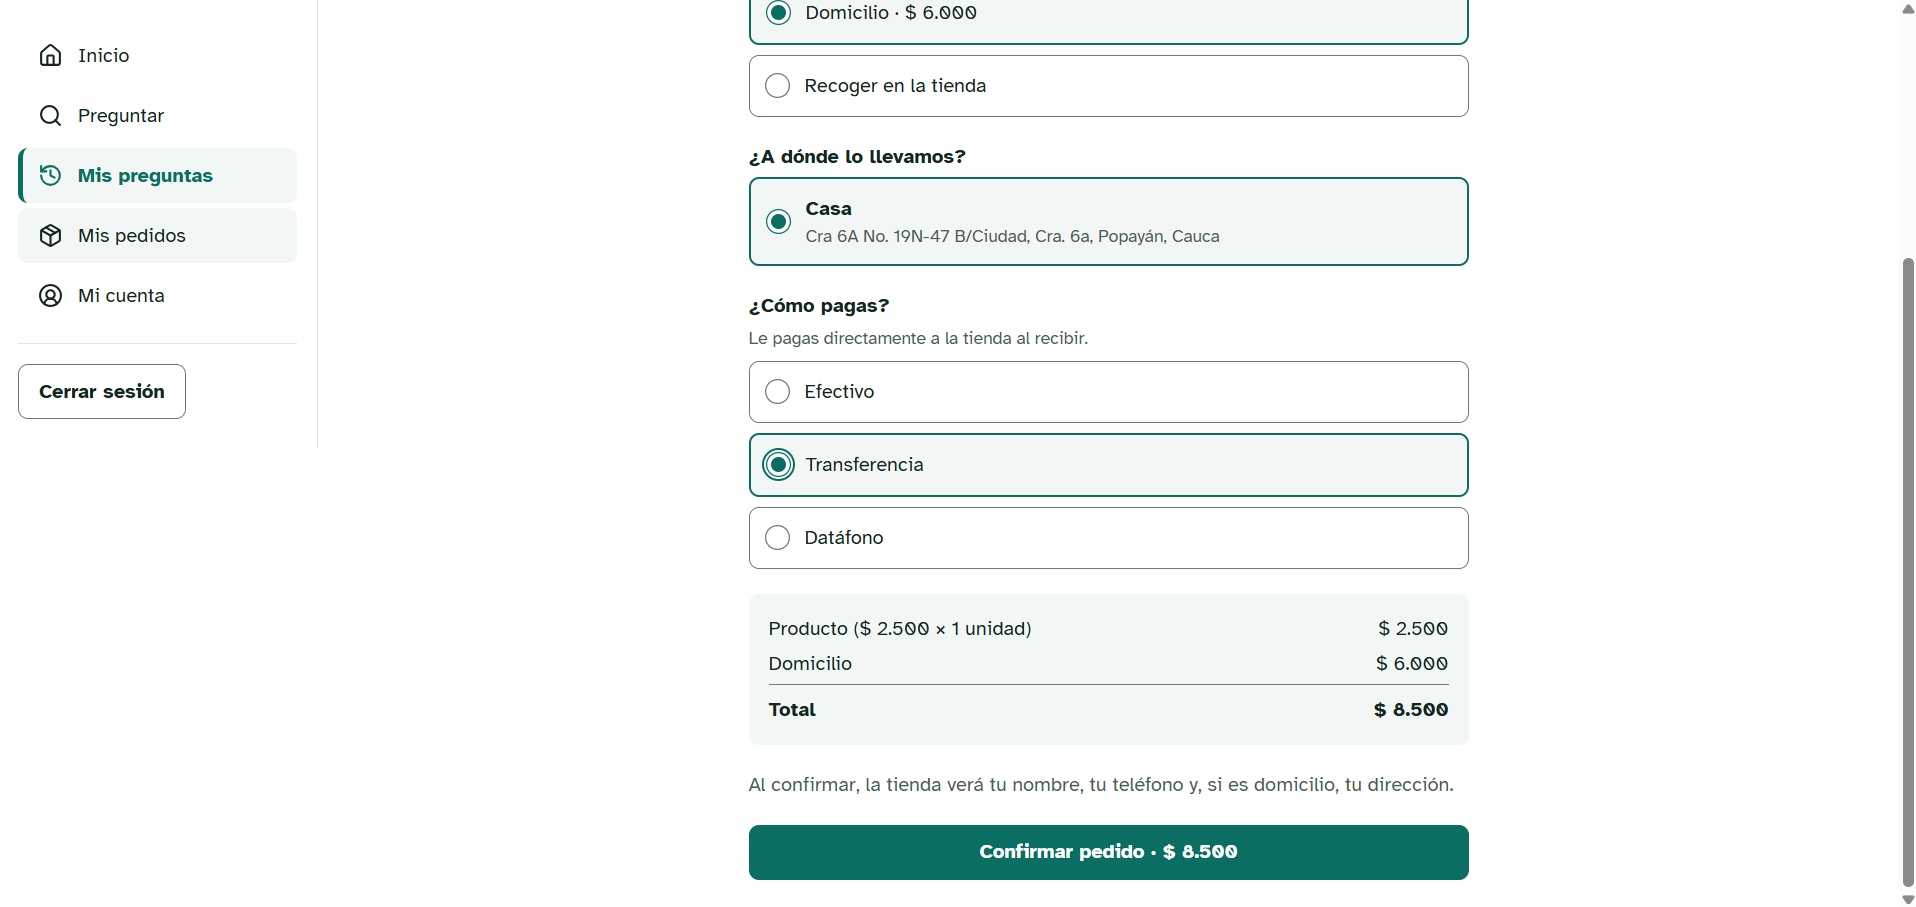 Inicio
Preguntar
Mis preguntas
Mis pedidos
Mi cuenta
Cerrar sesión
Domicilio · $ 6.000
Recoger en la tienda
¿A dónde lo llevamos?
Casa
Cra 6A No. 19N-47 B/Ciudad, Cra. 6a, Popayán, Cauca
¿Cómo pagas?
Le pagas directamente a la tienda al recibir.
Efectivo
Transferencia
Datáfono
Producto ($ 2.500 × 1 unidad) $ 2.500
Domicilio $ 6.000
Total $ 8.500
Al confirmar, la tienda verá tu nombre, tu teléfono y, si es domicilio, tu dirección.
Confirmar pedido · $ 8.500